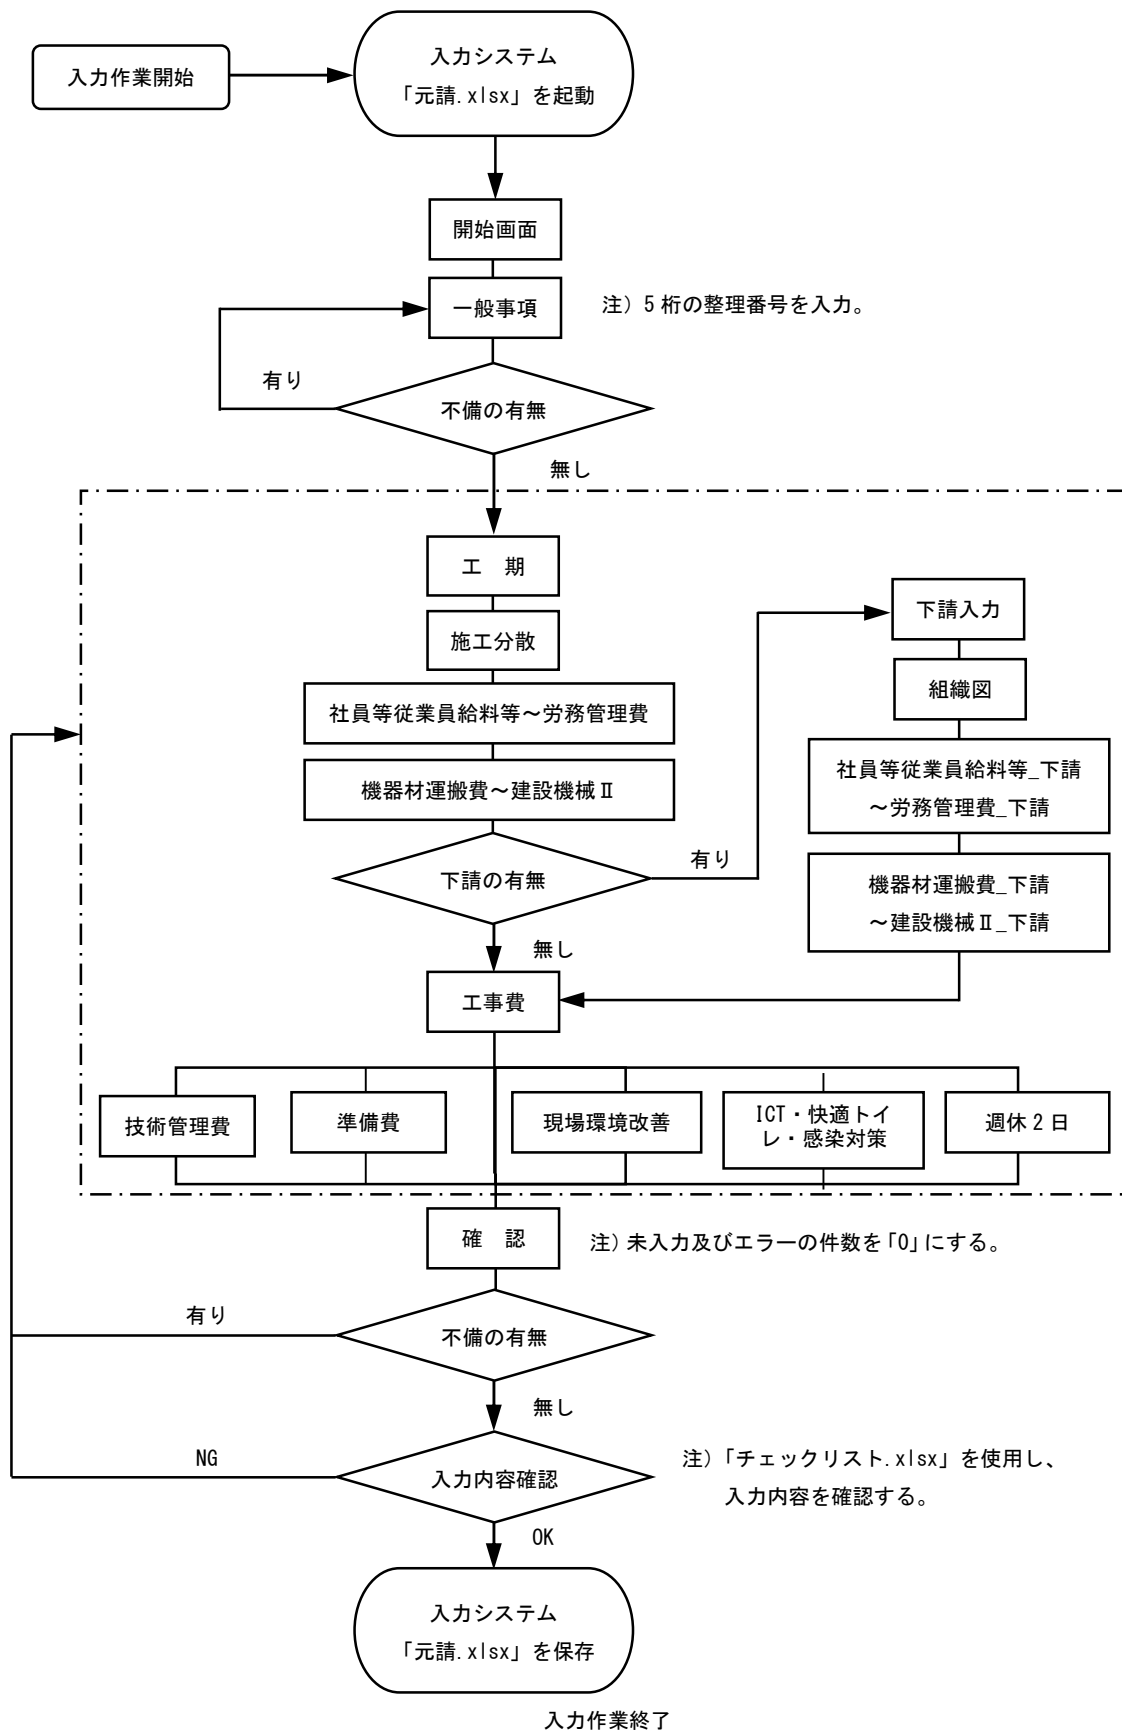 入力作業開始
入力システム
「元請.xlsx」を起動
開始画面
一般事項
注）5桁の整理番号を入力。
有り
不備の有無
無し
工　期
施工分散
社員等従業員給料等～労務管理費
機器材運搬費～建設機械Ⅱ
下請の有無
有り
下請入力
組織図
社員等従業員給料等_下請
～労務管理費_下請
機器材運搬費_下請
～建設機械Ⅱ_下請
無し
工事費
技術管理費
準備費
現場環境改善
ICT・快適トイ
レ・感染対策
週休2日
確　認
注）未入力及びエラーの件数を「0」にする。
有り
不備の有無
無し
NG
入力内容確認
注）「チェックリスト.xlsx」を使用し、
入力内容を確認する。
OK
入力システム
「元請.xlsx」を保存
入力作業終了